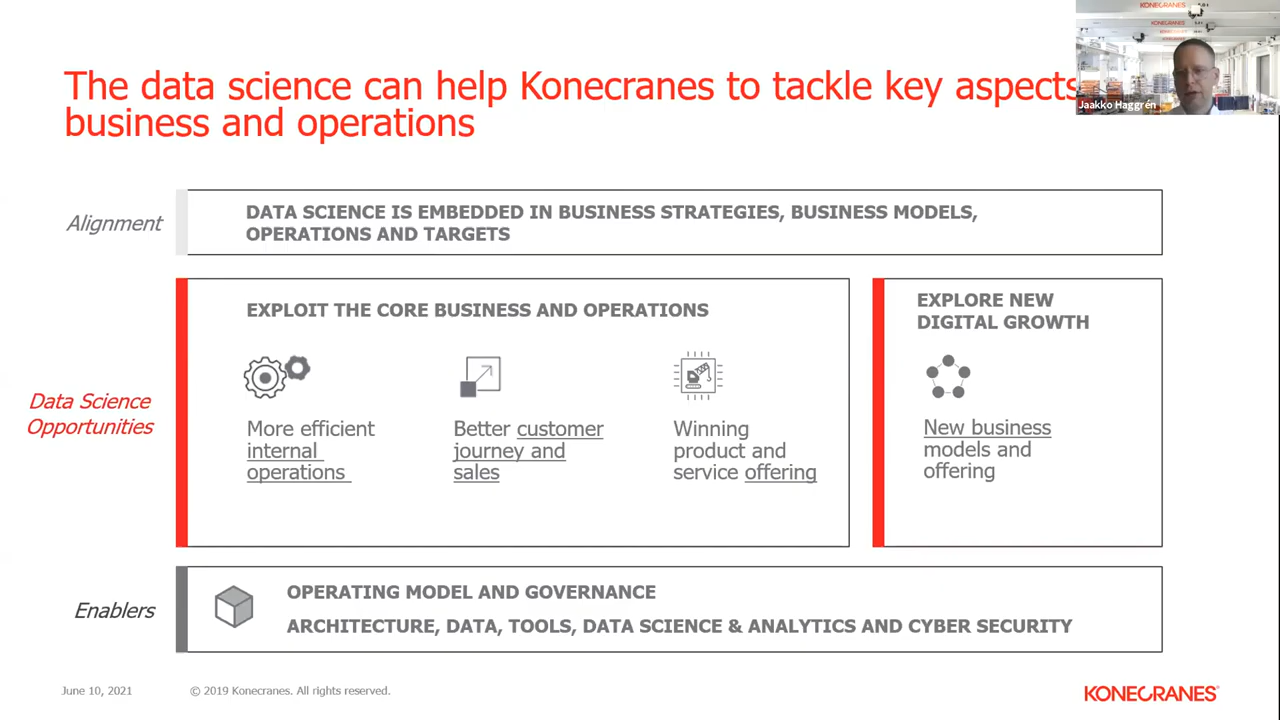 KONECRANES
KONECRANES
The data science can help Konecranes to tackle key aspects
business and operations
Jaakko Haggrén
Alignment
DATA SCIENCE IS EMBEDDED IN BUSINESS STRATEGIES, BUSINESS MODELS,
OPERATIONS AND TARGETS
Data Science
Opportunities
EXPLOIT THE CORE BUSINESS AND OPERATIONS
More efficient
internal
operations
Better customer
journey and
sales
Winning
product and
service offering
EXPLORE NEW
DIGITAL GROWTH
New business
models and
offering
Enablers
OPERATING MODEL AND GOVERNANCE
ARCHITECTURE, DATA, TOOLS, DATA SCIENCE & ANALYTICS AND CYBER SECURITY
June 10, 2021
© 2019 Konecranes. All rights reserved.
KONECRANES